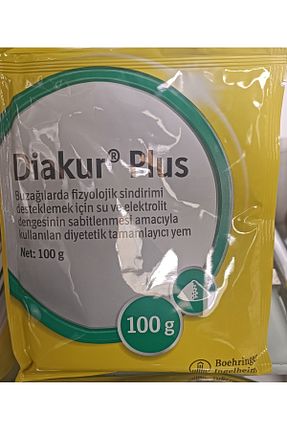 Diakur® Plus
Buzağılarda fizyolojik sindirimi
desteklemek için su ve elektrolit
dengesinin sabitlenmesi amacıyla
kullanılan diyetetik tamamlayıcı yem
Net: 100 g
100 g
Boehringer
Ingelheim